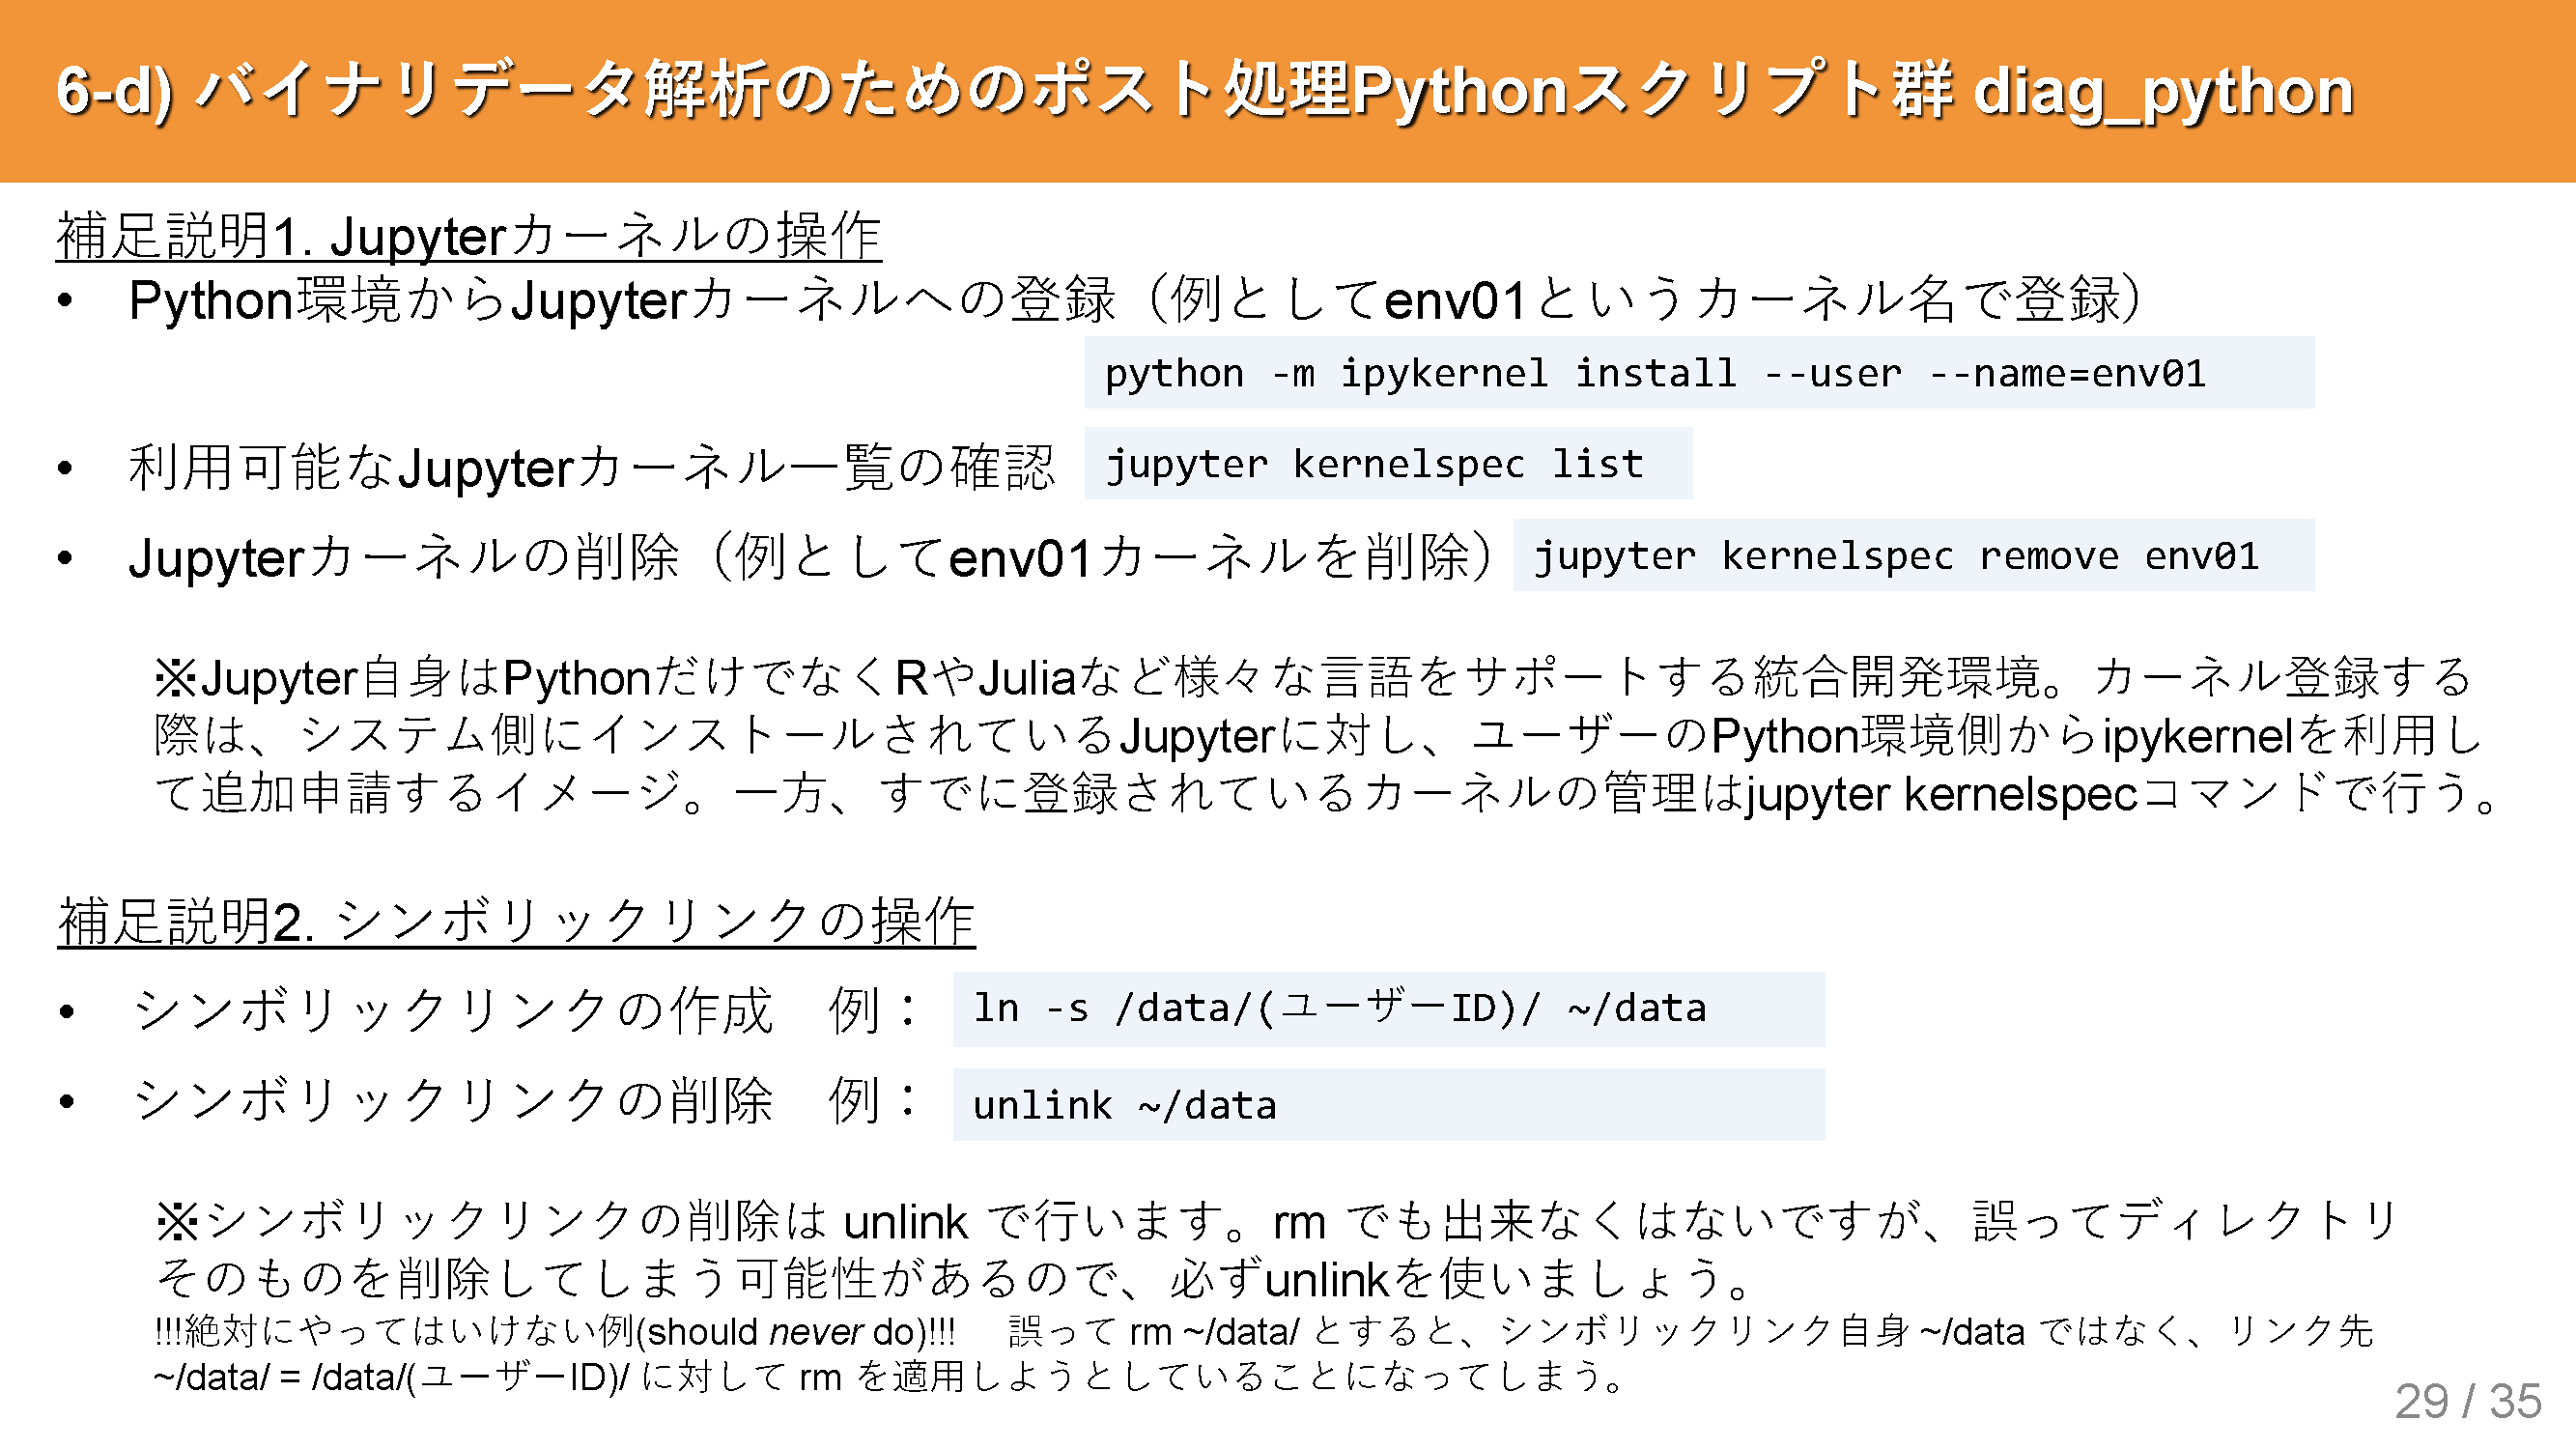 6-d) バイナリデータ解析のためのポスト処理Pythonスクリプト群 diag_python
補足説明1. Jupyterカーネルの操作
• Python環境からJupyterカーネルへの登録（例としてenv01というカーネル名で登録）
python -m ipykernel install --user --name=env01
• 利用可能なJupyterカーネル一覧の確認 jupyter kernelspec list
• Jupyterカーネルの削除（例としてenv01カーネルを削除） jupyter kernelspec remove env01
※Jupyter自身はPythonだけでなくRやJuliaなど様々な言語をサポートする統合開発環境。カーネル登録する
際は、システム側にインストールされているJupyterに対し、ユーザーのPython環境側からipykernelを利用し
て追加申請するイメージ。一方、すでに登録されているカーネルの管理はjupyter kernelspecコマンドで行う。
補足説明2. シンボリックリンクの操作
• シンボリックリンクの作成 例： ln -s /data/(ユーザーID)/ ~/data
• シンボリックリンクの削除 例： unlink ~/data
※シンボリックリンクの削除は unlink で行います。rm でも出来なくはないですが、誤ってディレクトリ
そのものを削除してしまう可能性があるので、必ずunlinkを使いましょう。
!!!絶対にやってはいけない例(should never do)!!! 誤って rm ~/data/ とすると、シンボリックリンク自身 ~/data ではなく、リンク先
~/data/ = /data/(ユーザーID)/ に対して rm を適用しようとしていることになってしまう。
29 / 35